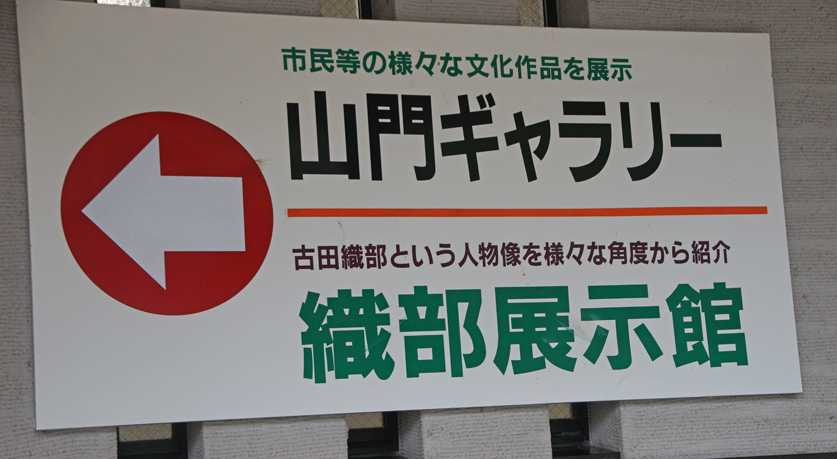 市民等の様々な文化作品を展示
山門ギャラリー
古田織部という人物像を様々な角度から紹介
織部展示館